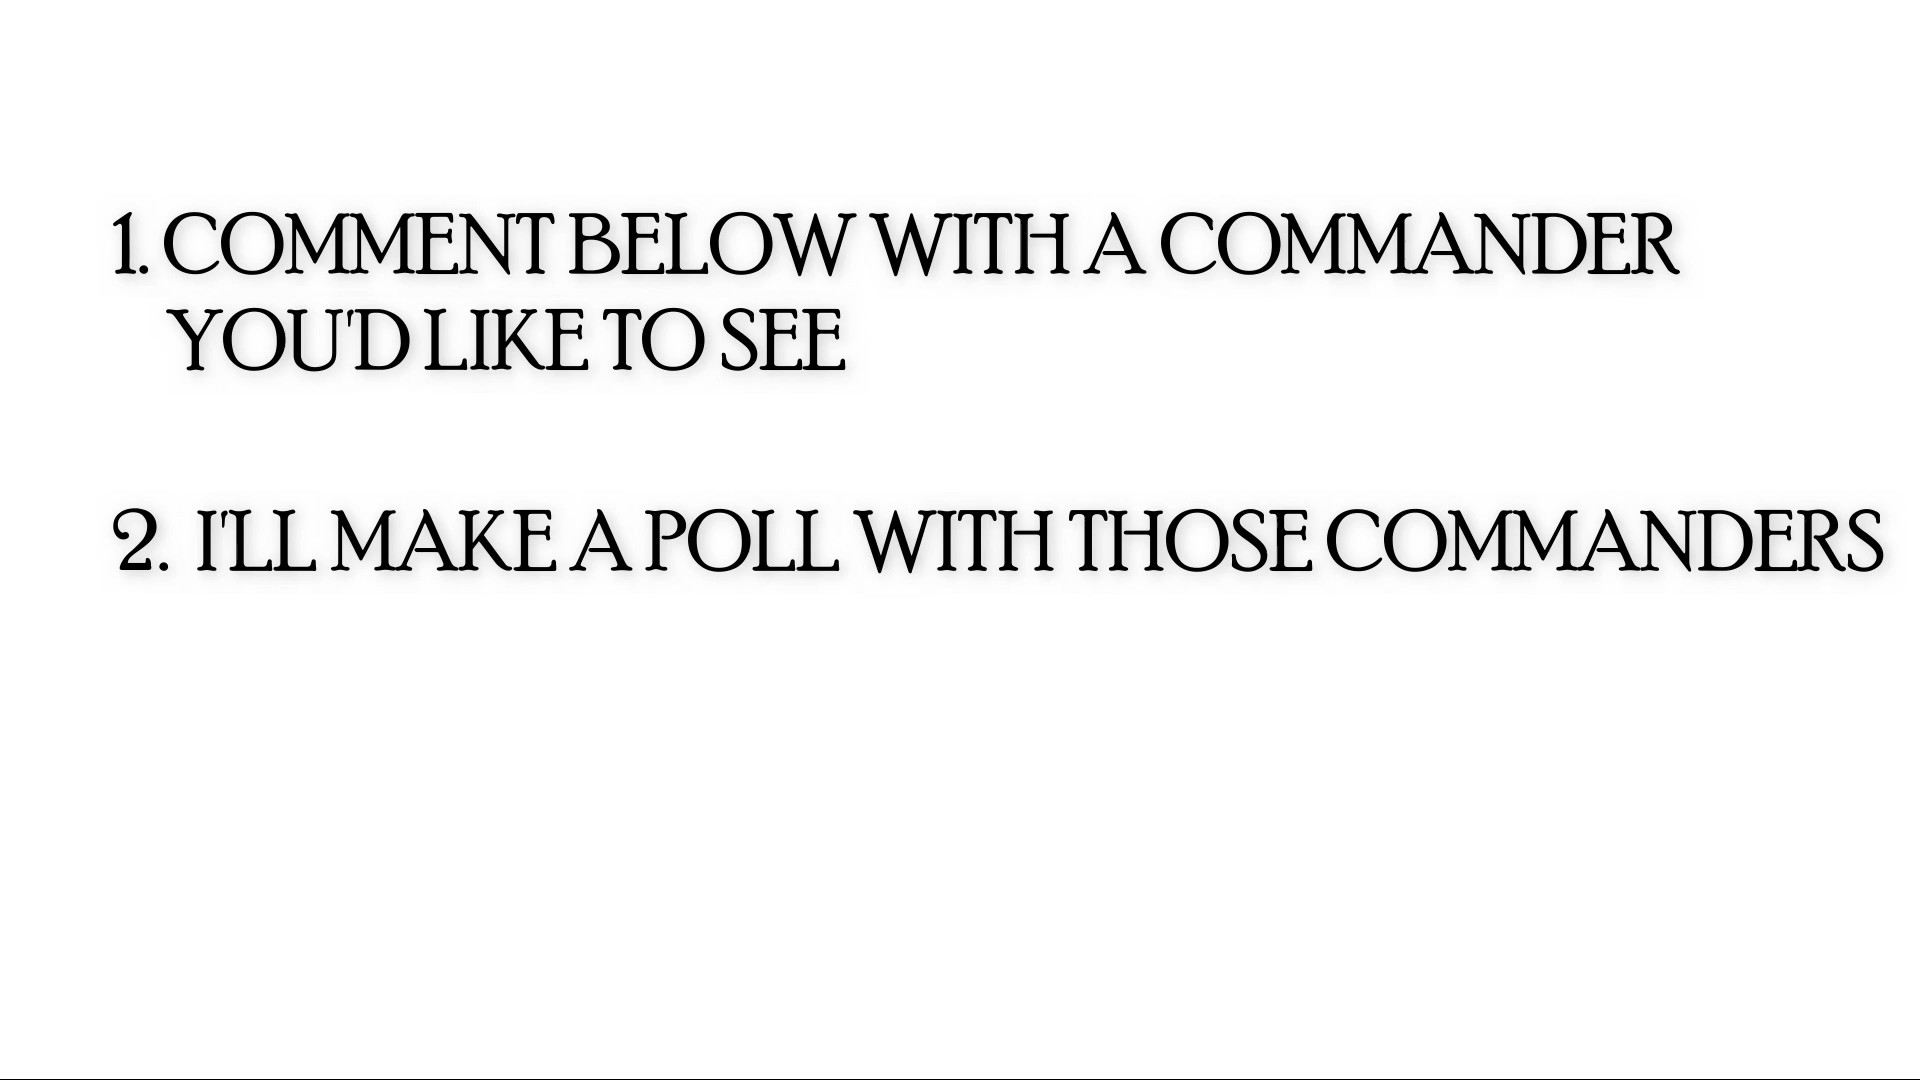 1. COMMENT BELOW WITH A COMMANDER
YOU'D LIKE TO SEE
2. I'LL MAKE A POLL WITH THOSE COMMANDERS